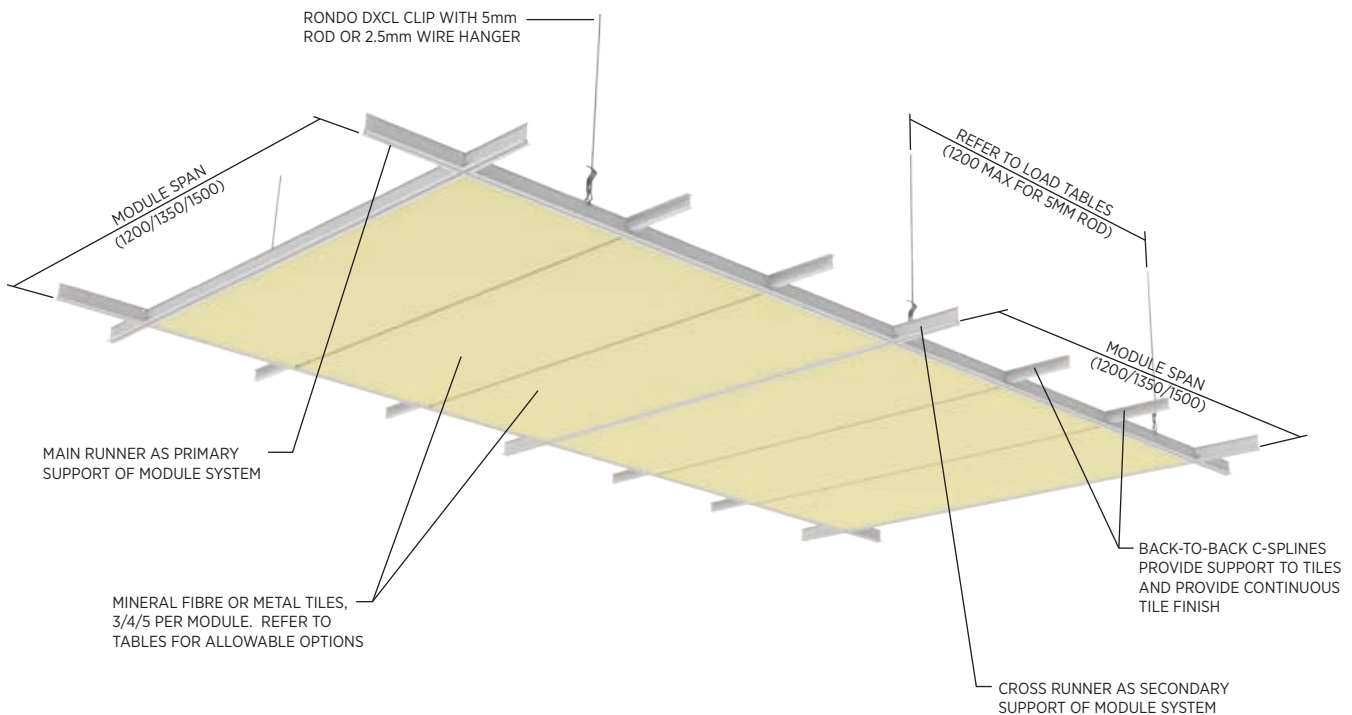 RONDO DXCL CLIP WITH 5mm
ROD OR 2.5mm WIRE HANGER
MODULE SPAN
(1200/1350/1500)
REFER TO LOAD TABLES
(1200 MAX FOR 5MM ROD)
MODULE SPAN
(1200/1350/1500)
MAIN RUNNER AS PRIMARY
SUPPORT OF MODULE SYSTEM
MINERAL FIBRE OR METAL TILES,
3/4/5 PER MODULE. REFER TO
TABLES FOR ALLOWABLE OPTIONS
BACK-TO-BACK C-SPLINES
PROVIDE SUPPORT TO TILES
AND PROVIDE CONTINUOUS
TILE FINISH
CROSS RUNNER AS SECONDARY
SUPPORT OF MODULE SYSTEM